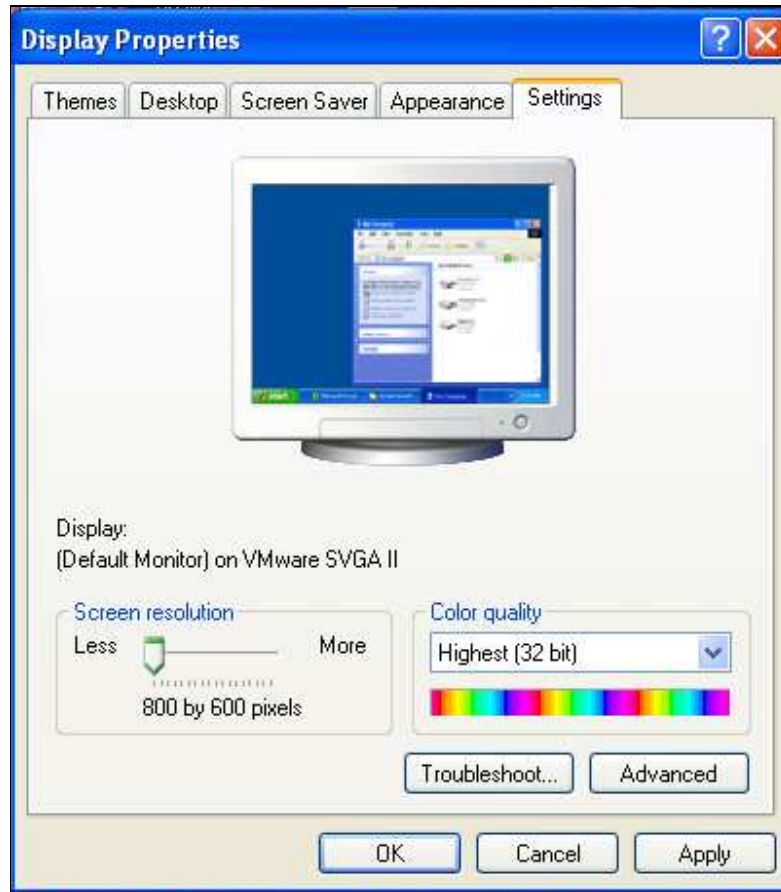 Display Properties
Themes Desktop Screen Saver Appearance Settings
Display:
(Default Monitor) on VMware SVGA II
Screen resolution
Less More
800 by 600 pixels
Color quality
Highest (32 bit)
Troubleshoot... Advanced
OK Cancel Apply